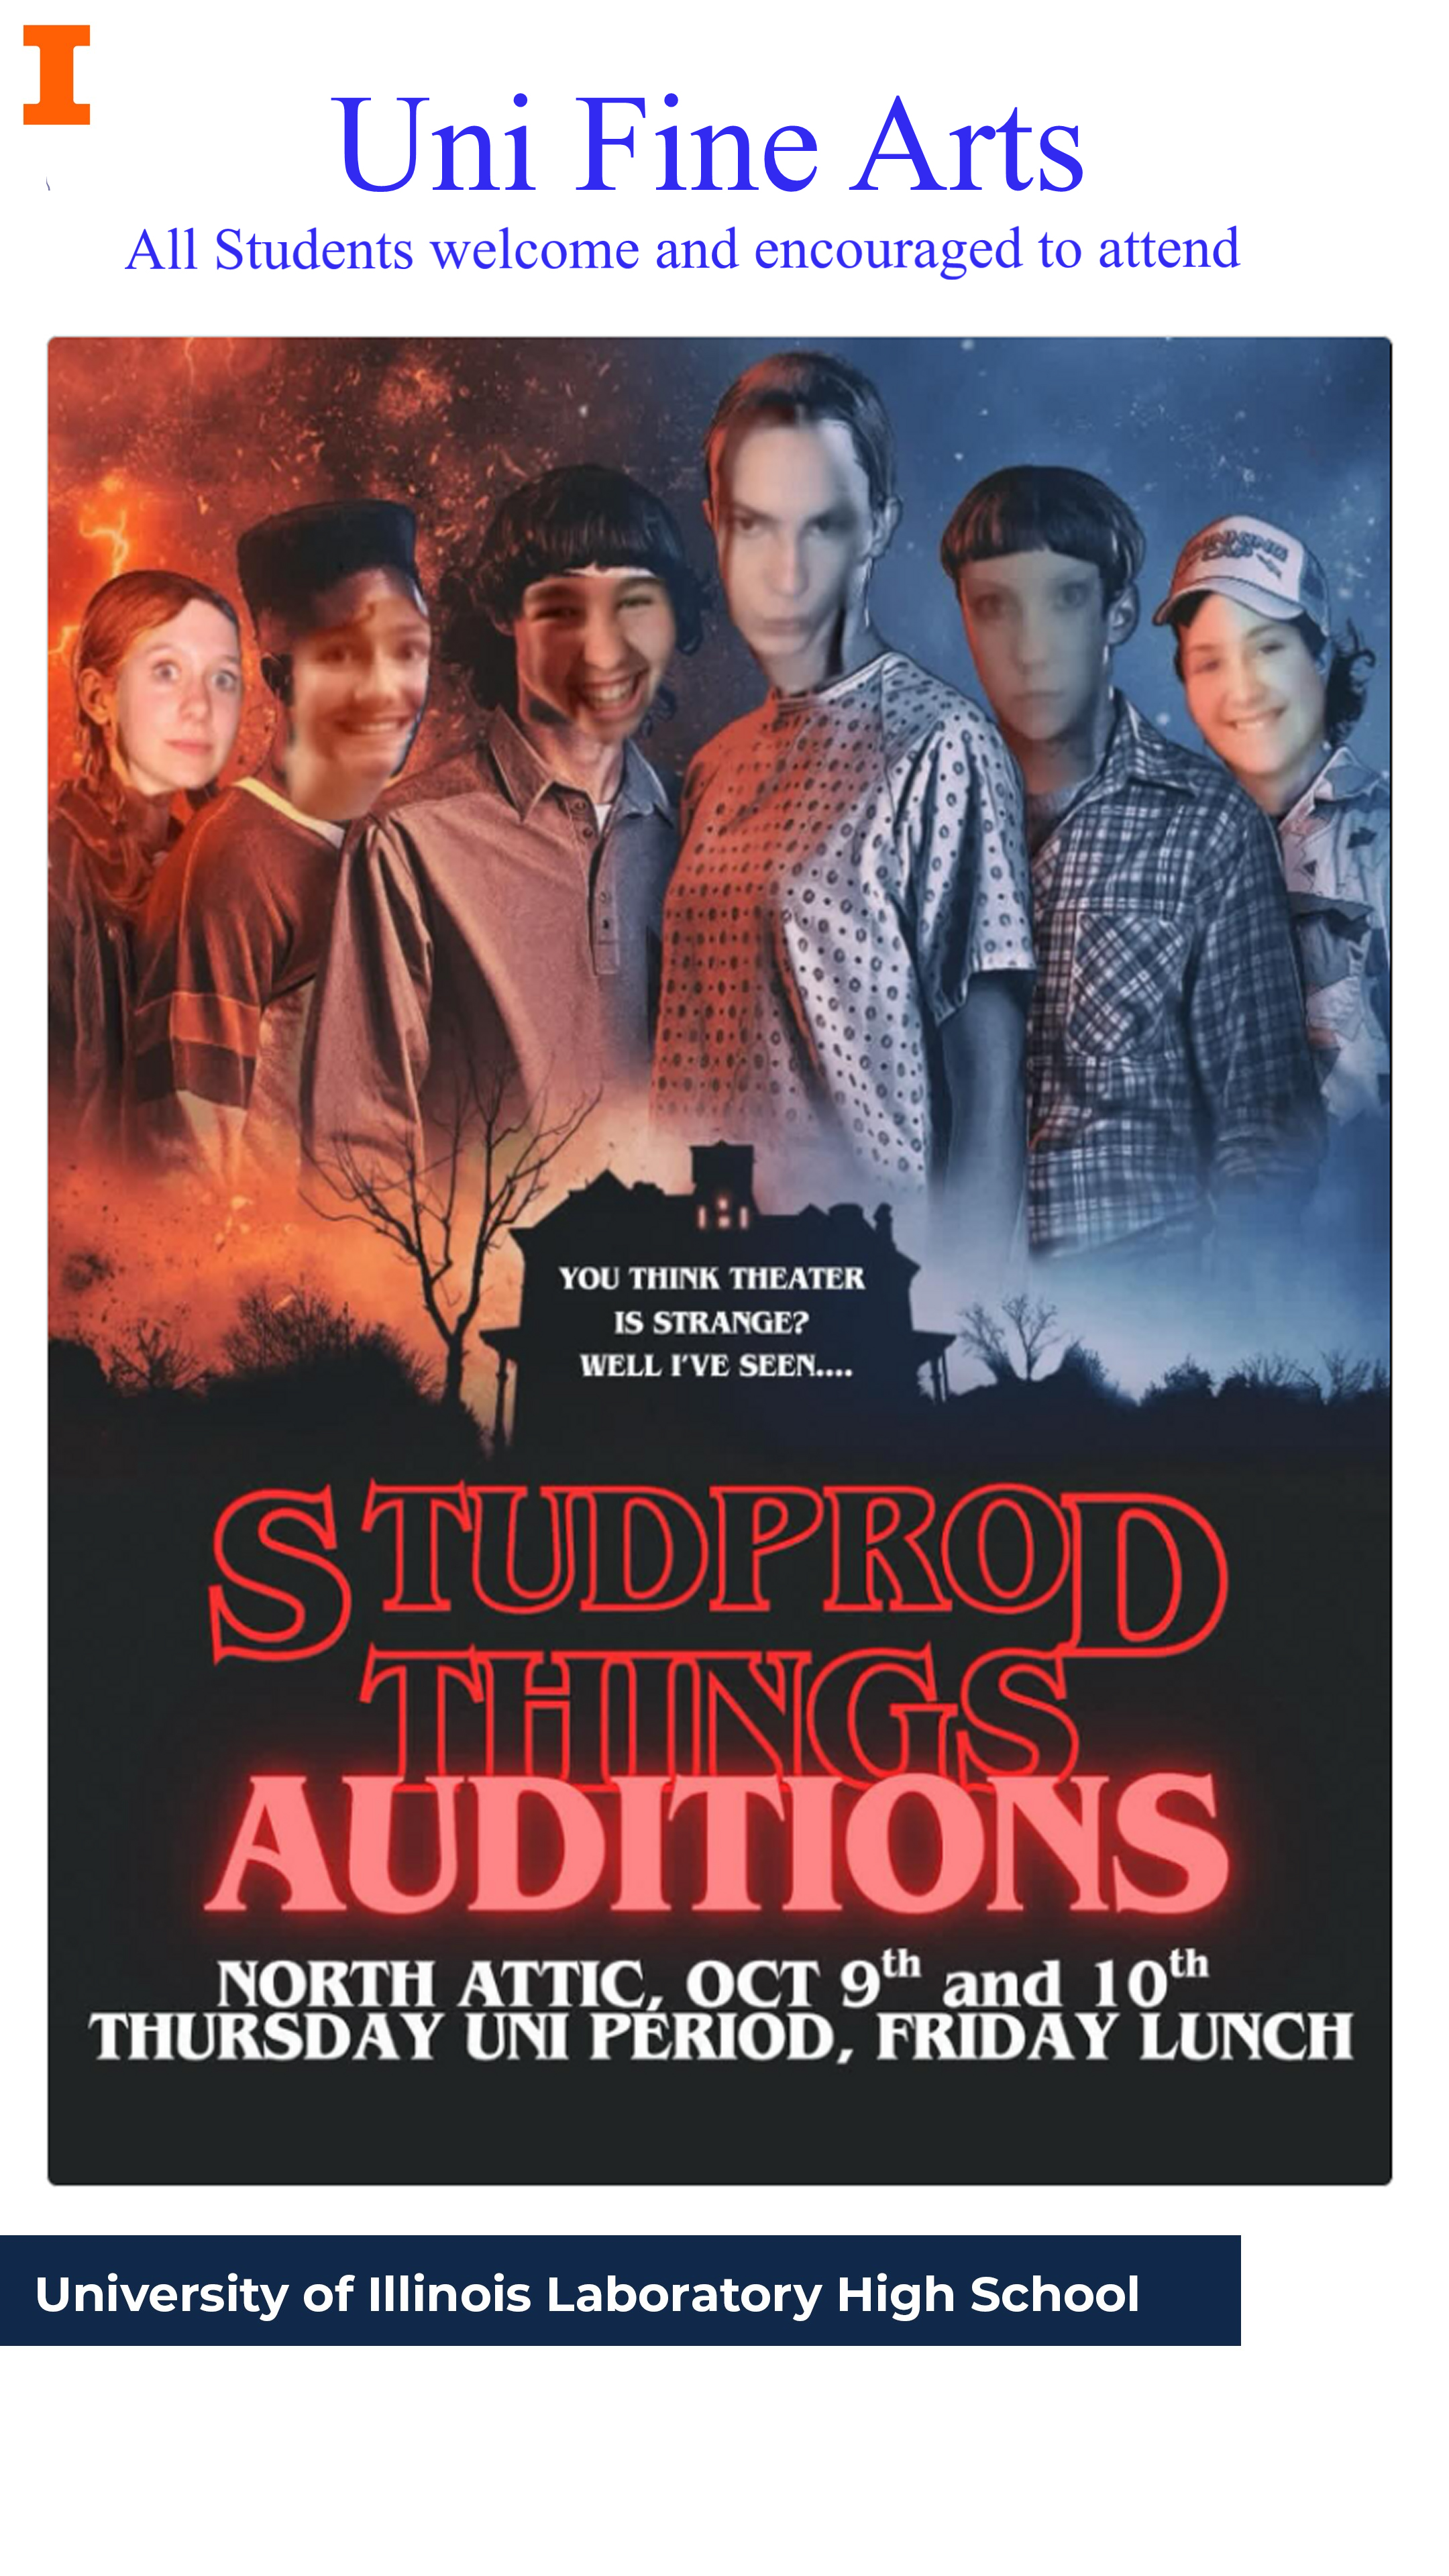 I
Uni Fine Arts
All Students welcome and encouraged to attend
YOU THINK THEATER
IS STRANGE?
WELL I'VE SEEN....
STUDPROD
THINGS
AUDITIONS
NORTH ATTIC, OCT 9th and 10th
THURSDAY UNI PERIOD, FRIDAY LUNCH
University of Illinois Laboratory High School